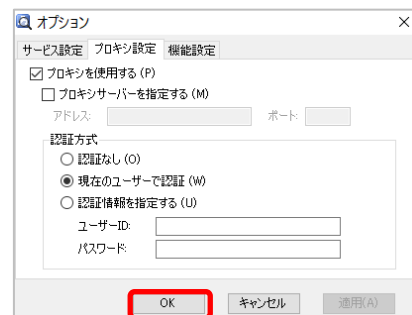 オプション
サービス設定 プロキシ設定 機能設定
プロキシを使用する (P)
プロキシサーバーを指定する (M)
アドレス: ポート:
認証方式
認証なし (O)
現在のユーザーで認証 (W)
認証情報を指定する (U)
ユーザーID:
パスワード:
OK キャンセル 適用(A)